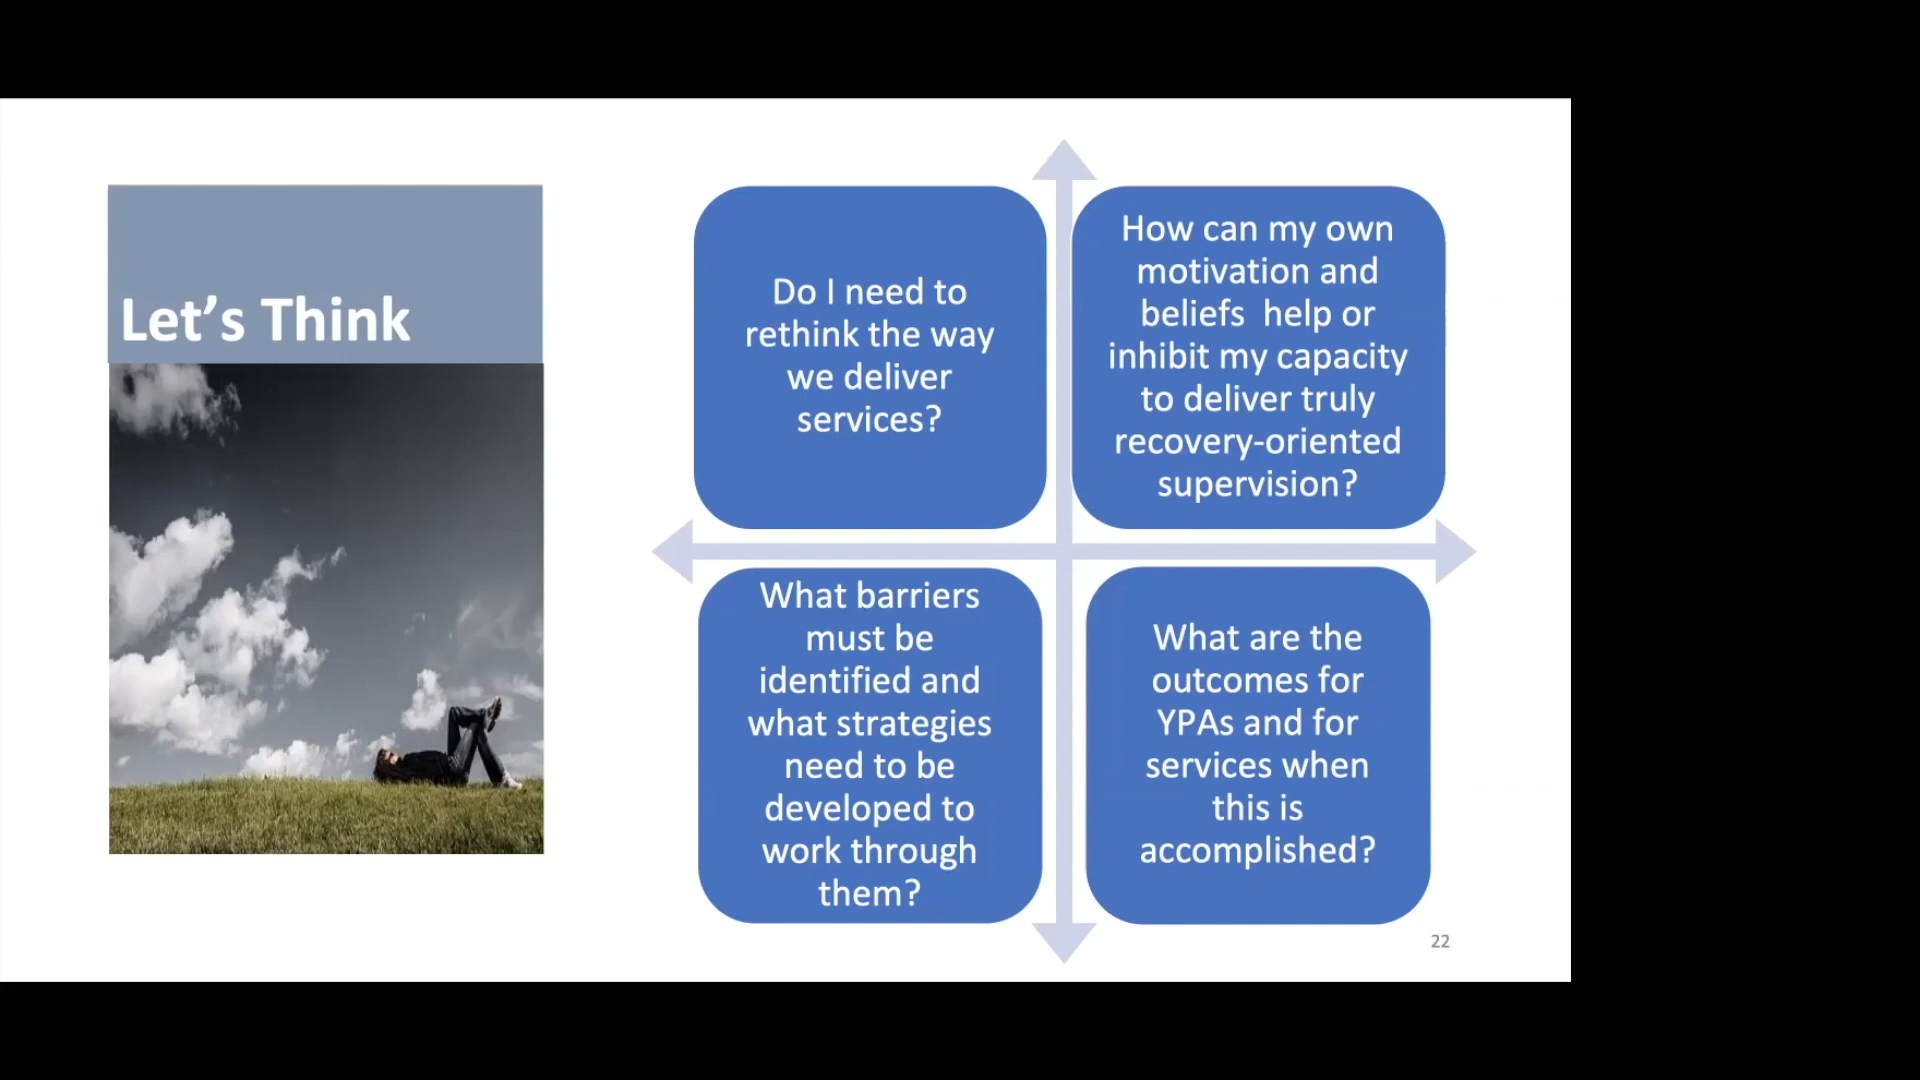 Let’s Think
Do I need to
rethink the way
we deliver
services?
How can my own
motivation and
beliefs  help or
inhibit my capacity
to deliver truly
recovery-oriented
supervision?
What barriers
must be
identified and
what strategies
need to be
developed to
work through
them?
What are the
outcomes for
YPAs and for
services when
this is
accomplished?
22